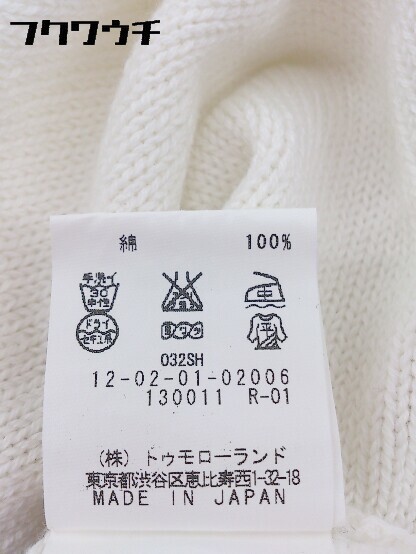 フクワウチ
綿 100%
手洗イ
30
中性
中
ドライ
セキユ系
平
032SH
12-02-01-02006
130011 R-01
(株) トゥモローランド
東京都渋谷区恵比寿西1-32-18
MADE IN JAPAN